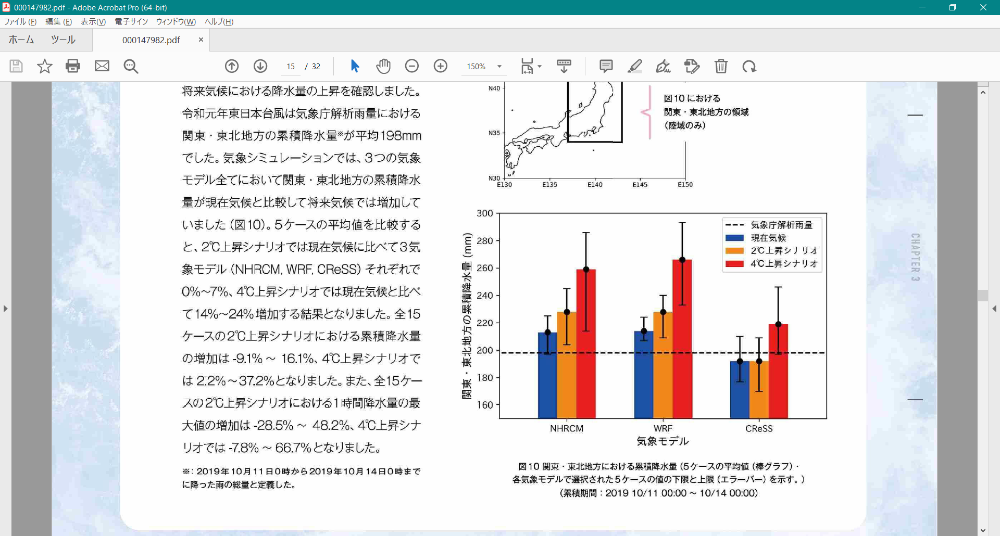 000147982.pdf - Adobe Acrobat Pro (64-bit)
ファイル (F) 編集 (E) 表示(V) 電子サイン ウィンドウ(W) ヘルプ(H)
ホーム ツール 000147982.pdf ×
15 / 32 150%
将来気候における降水量の上昇を確認しました。
令和元年東日本台風は気象庁解析雨量における
関東・東北地方の累積降水量※が平均198mm
でした。気象シミュレーションでは、3つの気象
モデル全てにおいて関東・東北地方の累積降水
量が現在気候と比較して将来気候では増加して
いました（図10）。5ケースの平均値を比較する
と、2℃上昇シナリオでは現在気候に比べて3気
象モデル（NHRCM, WRF, CReSS）それぞれで
0%～7%、4℃上昇シナリオでは現在気候と比べ
て14%～24%増加する結果となりました。全15
ケースの2℃上昇シナリオにおける累積降水量
の増加は -9.1% ～ 16.1%、4℃上昇シナリオで
は 2.2% ～37.2%となりました。また、全15ケー
スの2℃上昇シナリオにおける1時間降水量の最
大値の増加は -28.5% ～ 48.2%、4℃上昇シナ
リオでは -7.8% ～ 66.7% となりました。
※：2019年10月11日0時から2019年10月14日0時まで
に降った雨の総量と定義した。
N40
N35
N30
E130 E135 E140 E145 E150
図10における
関東・東北地方の領域
（陸域のみ）
関東・東北地方の累積降水量 (mm)
300
280
260
240
220
200
180
160
気象庁解析雨量
現在気候
2℃上昇シナリオ
4℃上昇シナリオ
NHRCM WRF CReSS
気象モデル
図10 関東・東北地方における累積降水量（5ケースの平均値（棒グラフ）・
各気象モデルで選択された5ケースの値の下限と上限（エラーバー）を示す。）
（累積期間：2019 10/11 00:00 ～ 10/14 00:00）
CHAPTER 3